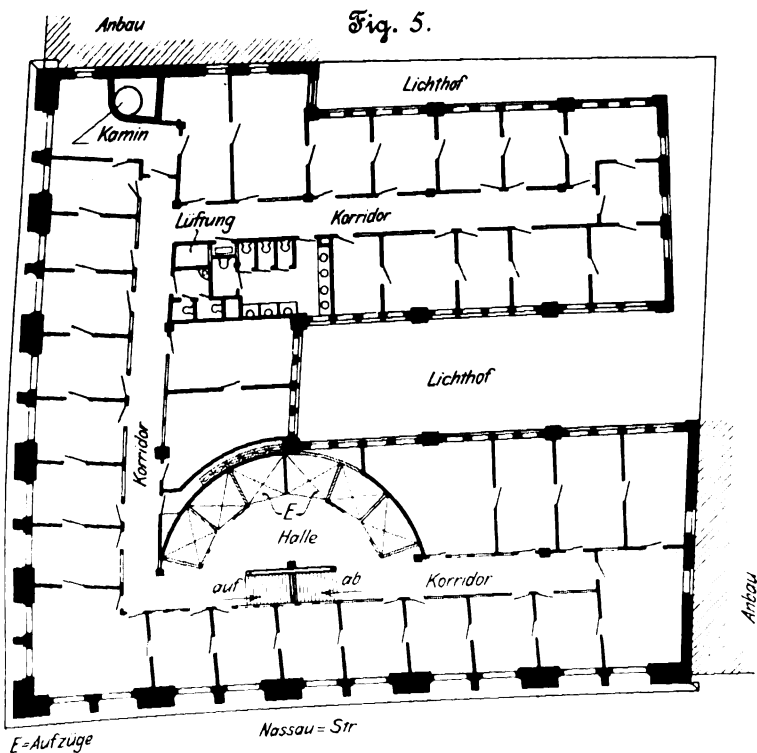 Fig. 5.
Anbau
Lichthof
Kamin
Lüftung
Korridor
Lichthof
Korridor
E
Halle
auf
ab
Korridor
Anbau
Nassau=Str
E=Aufzüge